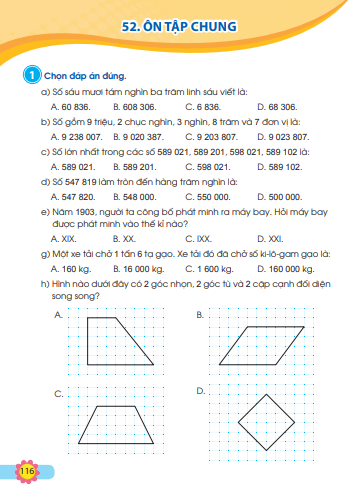 52. ÔN TẬP CHUNG
1 Chọn đáp án đúng.
a) Số sáu mươi tám nghìn ba trăm linh sáu viết là:
A. 60 836. B. 608 306. C. 6 836. D. 68 306.
b) Số gồm 9 triệu, 2 chục nghìn, 3 nghìn, 8 trăm và 7 đơn vị là:
A. 9 238 007. B. 9 020 387. C. 9 203 807. D. 9 023 807.
c) Số lớn nhất trong các số 589 021, 589 201, 598 021, 589 102 là:
A. 589 021. B. 589 201. C. 598 021. D. 589 102.
d) Số 547 819 làm tròn đến hàng trăm nghìn là:
A. 547 820. B. 548 000. C. 550 000. D. 500 000.
e) Năm 1903, người ta công bố phát minh ra máy bay. Hỏi máy bay
được phát minh vào thế kỉ nào?
A. XIX. B. XX. C. IXX. D. XXI.
g) Một xe tải chở 1 tấn 6 tạ gạo. Xe tải đó đã chở số ki-lô-gam gạo là:
A. 160 kg. B. 16 000 kg. C. 1 600 kg. D. 160 000 kg.
h) Hình nào dưới đây có 2 góc nhọn, 2 góc tù và 2 cặp cạnh đối diện
song song?
A. B.
C. D.
116